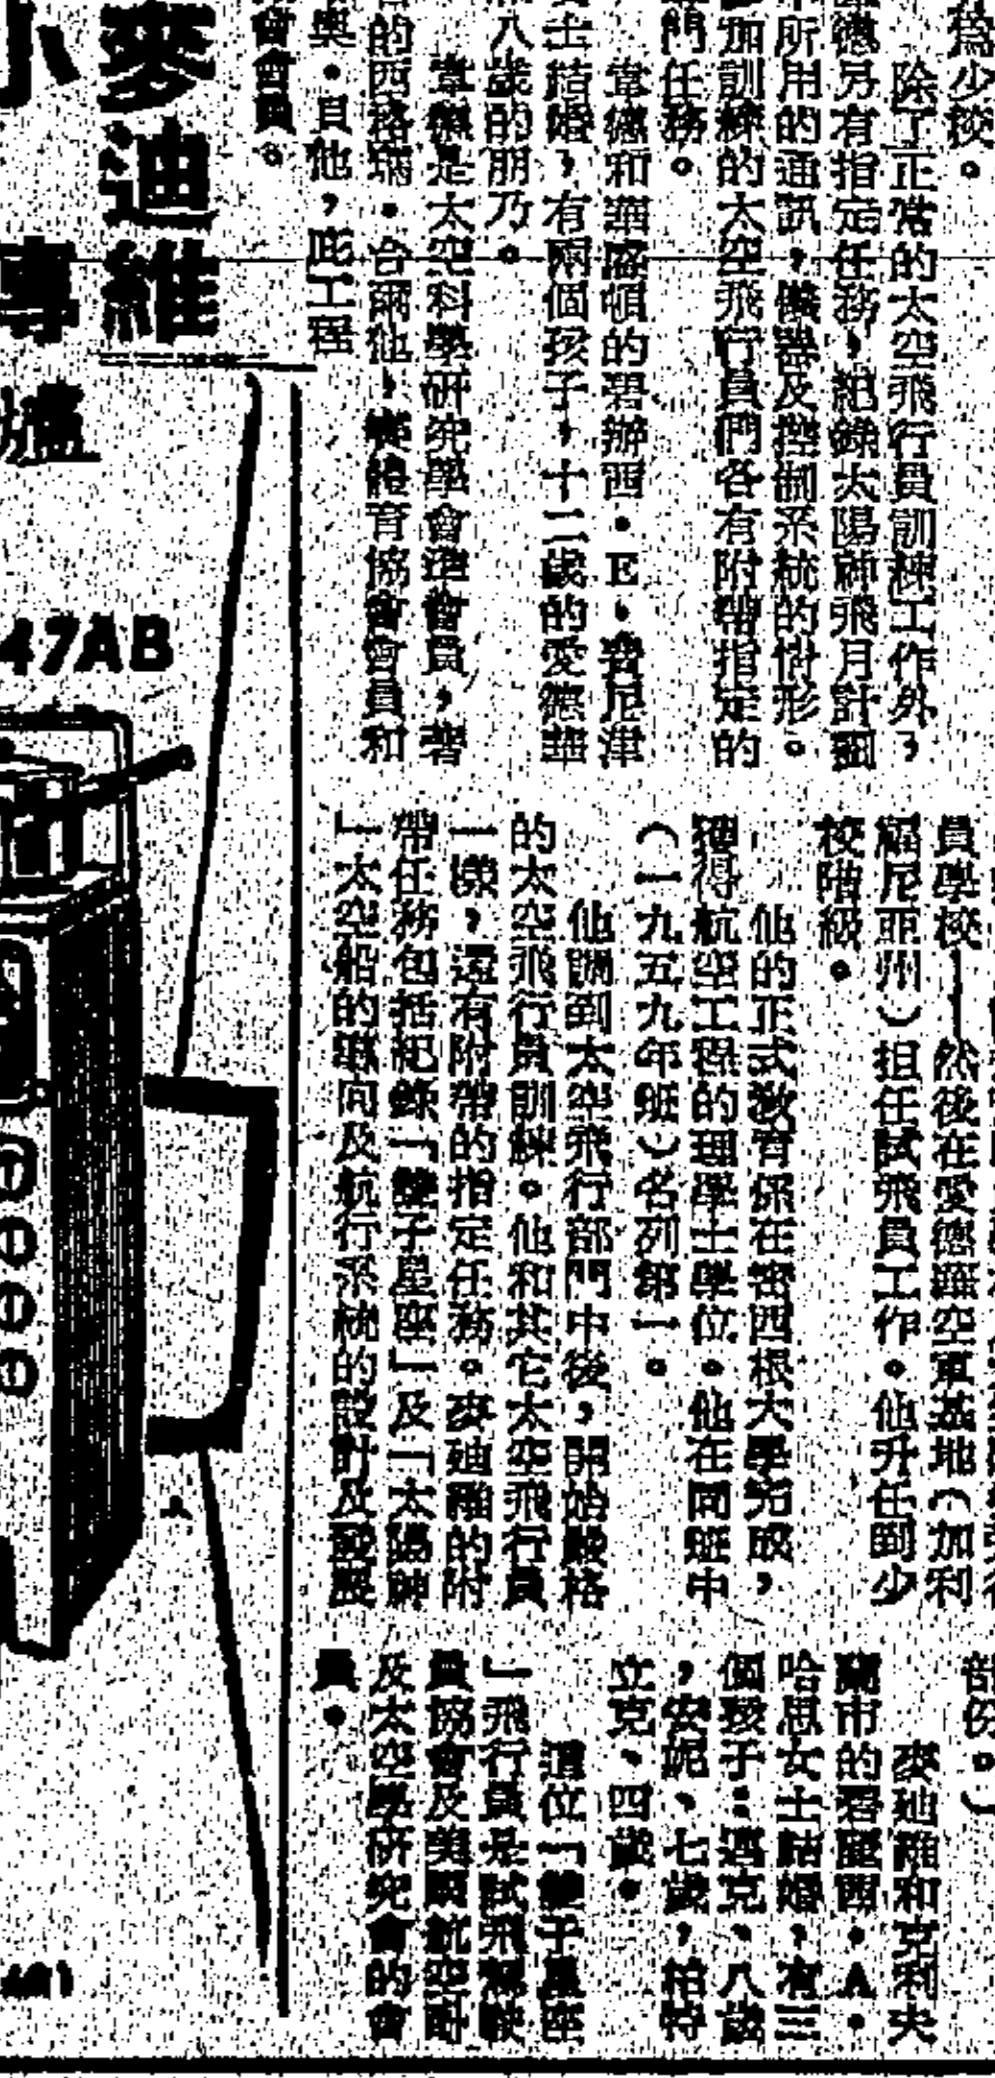 為少校。
除了正常的太空飛行員訓練工作外，
德另有指定任務，紀錄太陽神飛月計劃
中所用的通訊，儀器及控制系統的情形。
參加訓練的太空飛行員們各有附帶指定的
專門任務。
韋德和華盛頓的碧辦西．E．費尼津
女士結婚，有兩個孩子，十二歲的愛德華
八歲的朋乃。
韋德是太空科學研究學會準會員，
的西格瑪．台爾他，體育協會會員和
奧．貝他，此工程
會會員。
員學校——然後在愛德羅空軍基地（加利
福尼亞州）担任試飛員工作。他升任到少
校階級。
他的正式教育係在密西根大學完成，
獲得航空工程的理學士學位。他在同班中
（一九五九年班）名列第一。
他調到太空飛行部門中後，開始嚴格
的太空飛行員訓練。他和其它太空飛行員
一樣，還有附帶的指定任務。麥迪維的附
帶任務包括紀錄「雙子星座」及「太陽神
」太空船的導向及航行系統的設計及發展
部份。）
麥迪維和克利夫
蘭市的碧屈西．A．
哈思女士結婚，有三
個孩子：邁克、八歲
，安妮、七歲，柏特
立克、四歲．
這位「雙子星座
」飛行員是試飛駕駛
員協會及美國航空
及太空學研究會的會
員．
麥迪維
小
專
爐
47AB